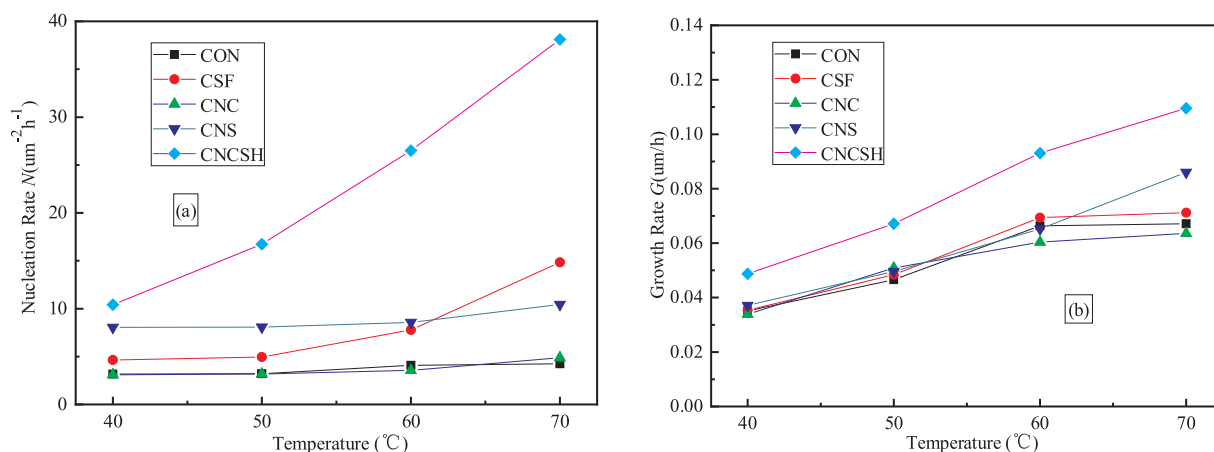 40
30
20
10
0
Nucleation Rate N(um⁻²h⁻¹)
CON
CSF
CNC
CNS
CNCSH
(a)
40 50 60 70
Temperature (℃)
0.14
0.12
0.10
0.08
0.06
0.04
0.02
0.00
Growth Rate G(um/h)
CON
CSF
CNC
CNS
CNCSH
(b)
40 50 60 70
Temperature (℃)